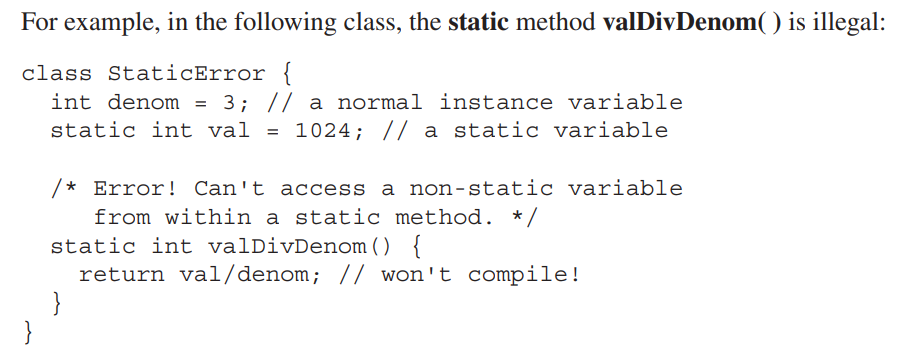 For example, in the following class, the static method valDivDenom( ) is illegal:
class StaticError {
  int denom = 3; // a normal instance variable
  static int val = 1024; // a static variable

  /* Error! Can't access a non-static variable
     from within a static method. */
  static int valDivDenom() {
    return val/denom; // won't compile!
  }
}